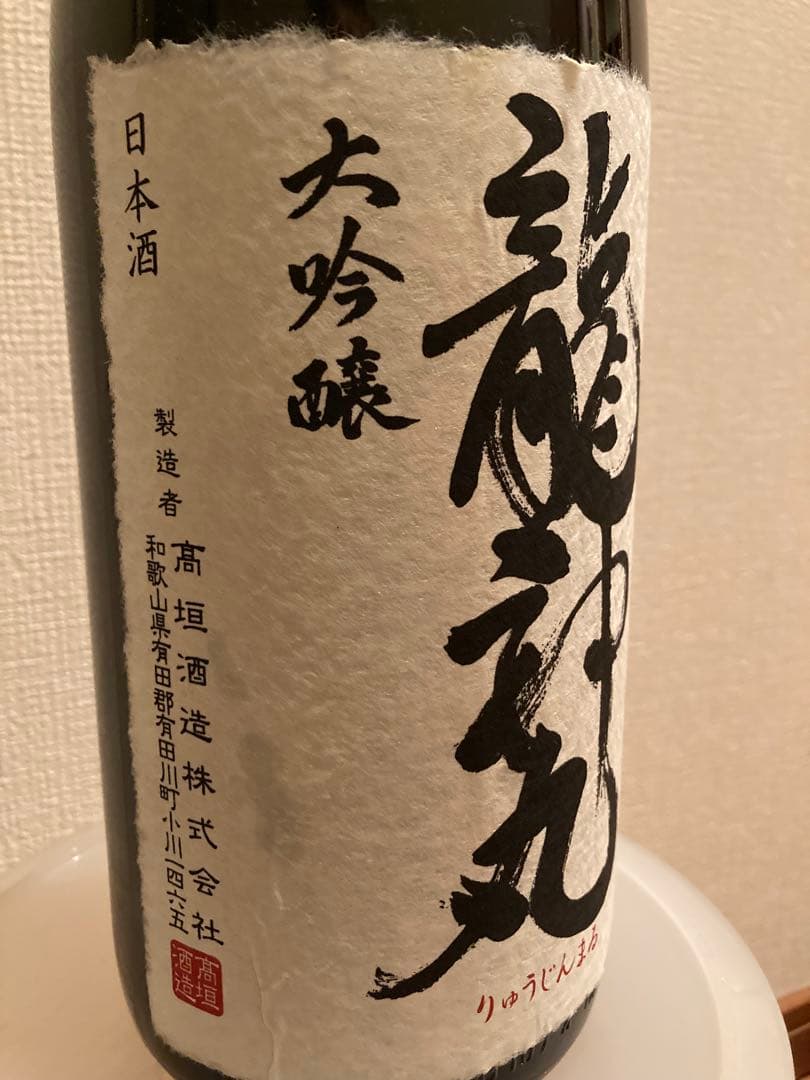 龍神丸
りゅうじんまる
大吟醸
日本酒
製造者
髙垣酒造株式会社
和歌山県有田郡有田川町小川一四六五
髙垣
酒造